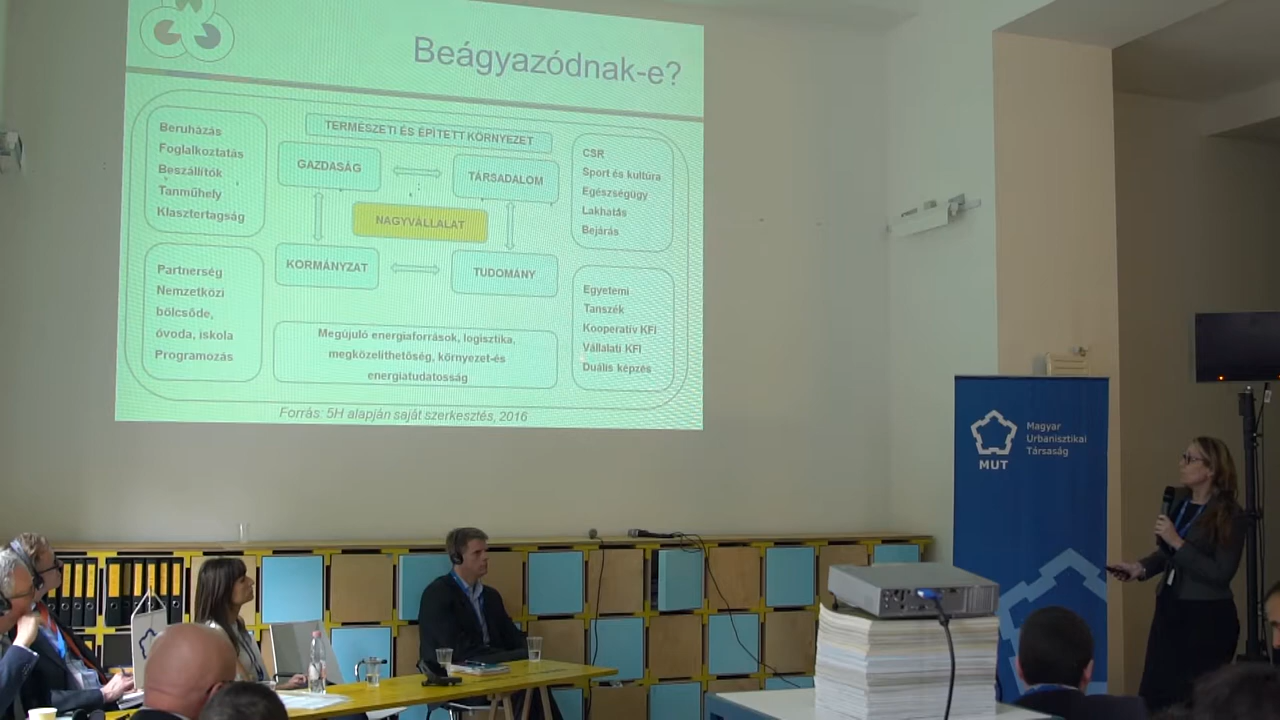 Beágyazódnak-e?
TERMÉSZETI ÉS ÉPÍTETT KÖRNYEZET
Beruházás
Foglalkoztatás
Beszállítók
Tanműhely
Klasztertagság
GAZDASÁG
TÁRSADALOM
NAGYVÁLLALAT
KORMÁNYZAT
TUDOMÁNY
CSR
Sport és kultúra
Egészségügy
Lakhatás
Bejárás
Partnerség
Nemzetközi
bölcsőde,
óvoda, iskola
Programozás
Megújuló energiaforrások, logisztika,
megközelíthetőség, környezet-és
energiatudatosság
Egyetemi
Tanszék
Kooperatív KFI
Vállalati KFI
Duális képzés
Forrás: 5H alapján saját szerkesztés, 2016
MUT
Magyar
Urbanisztikai
Társaság